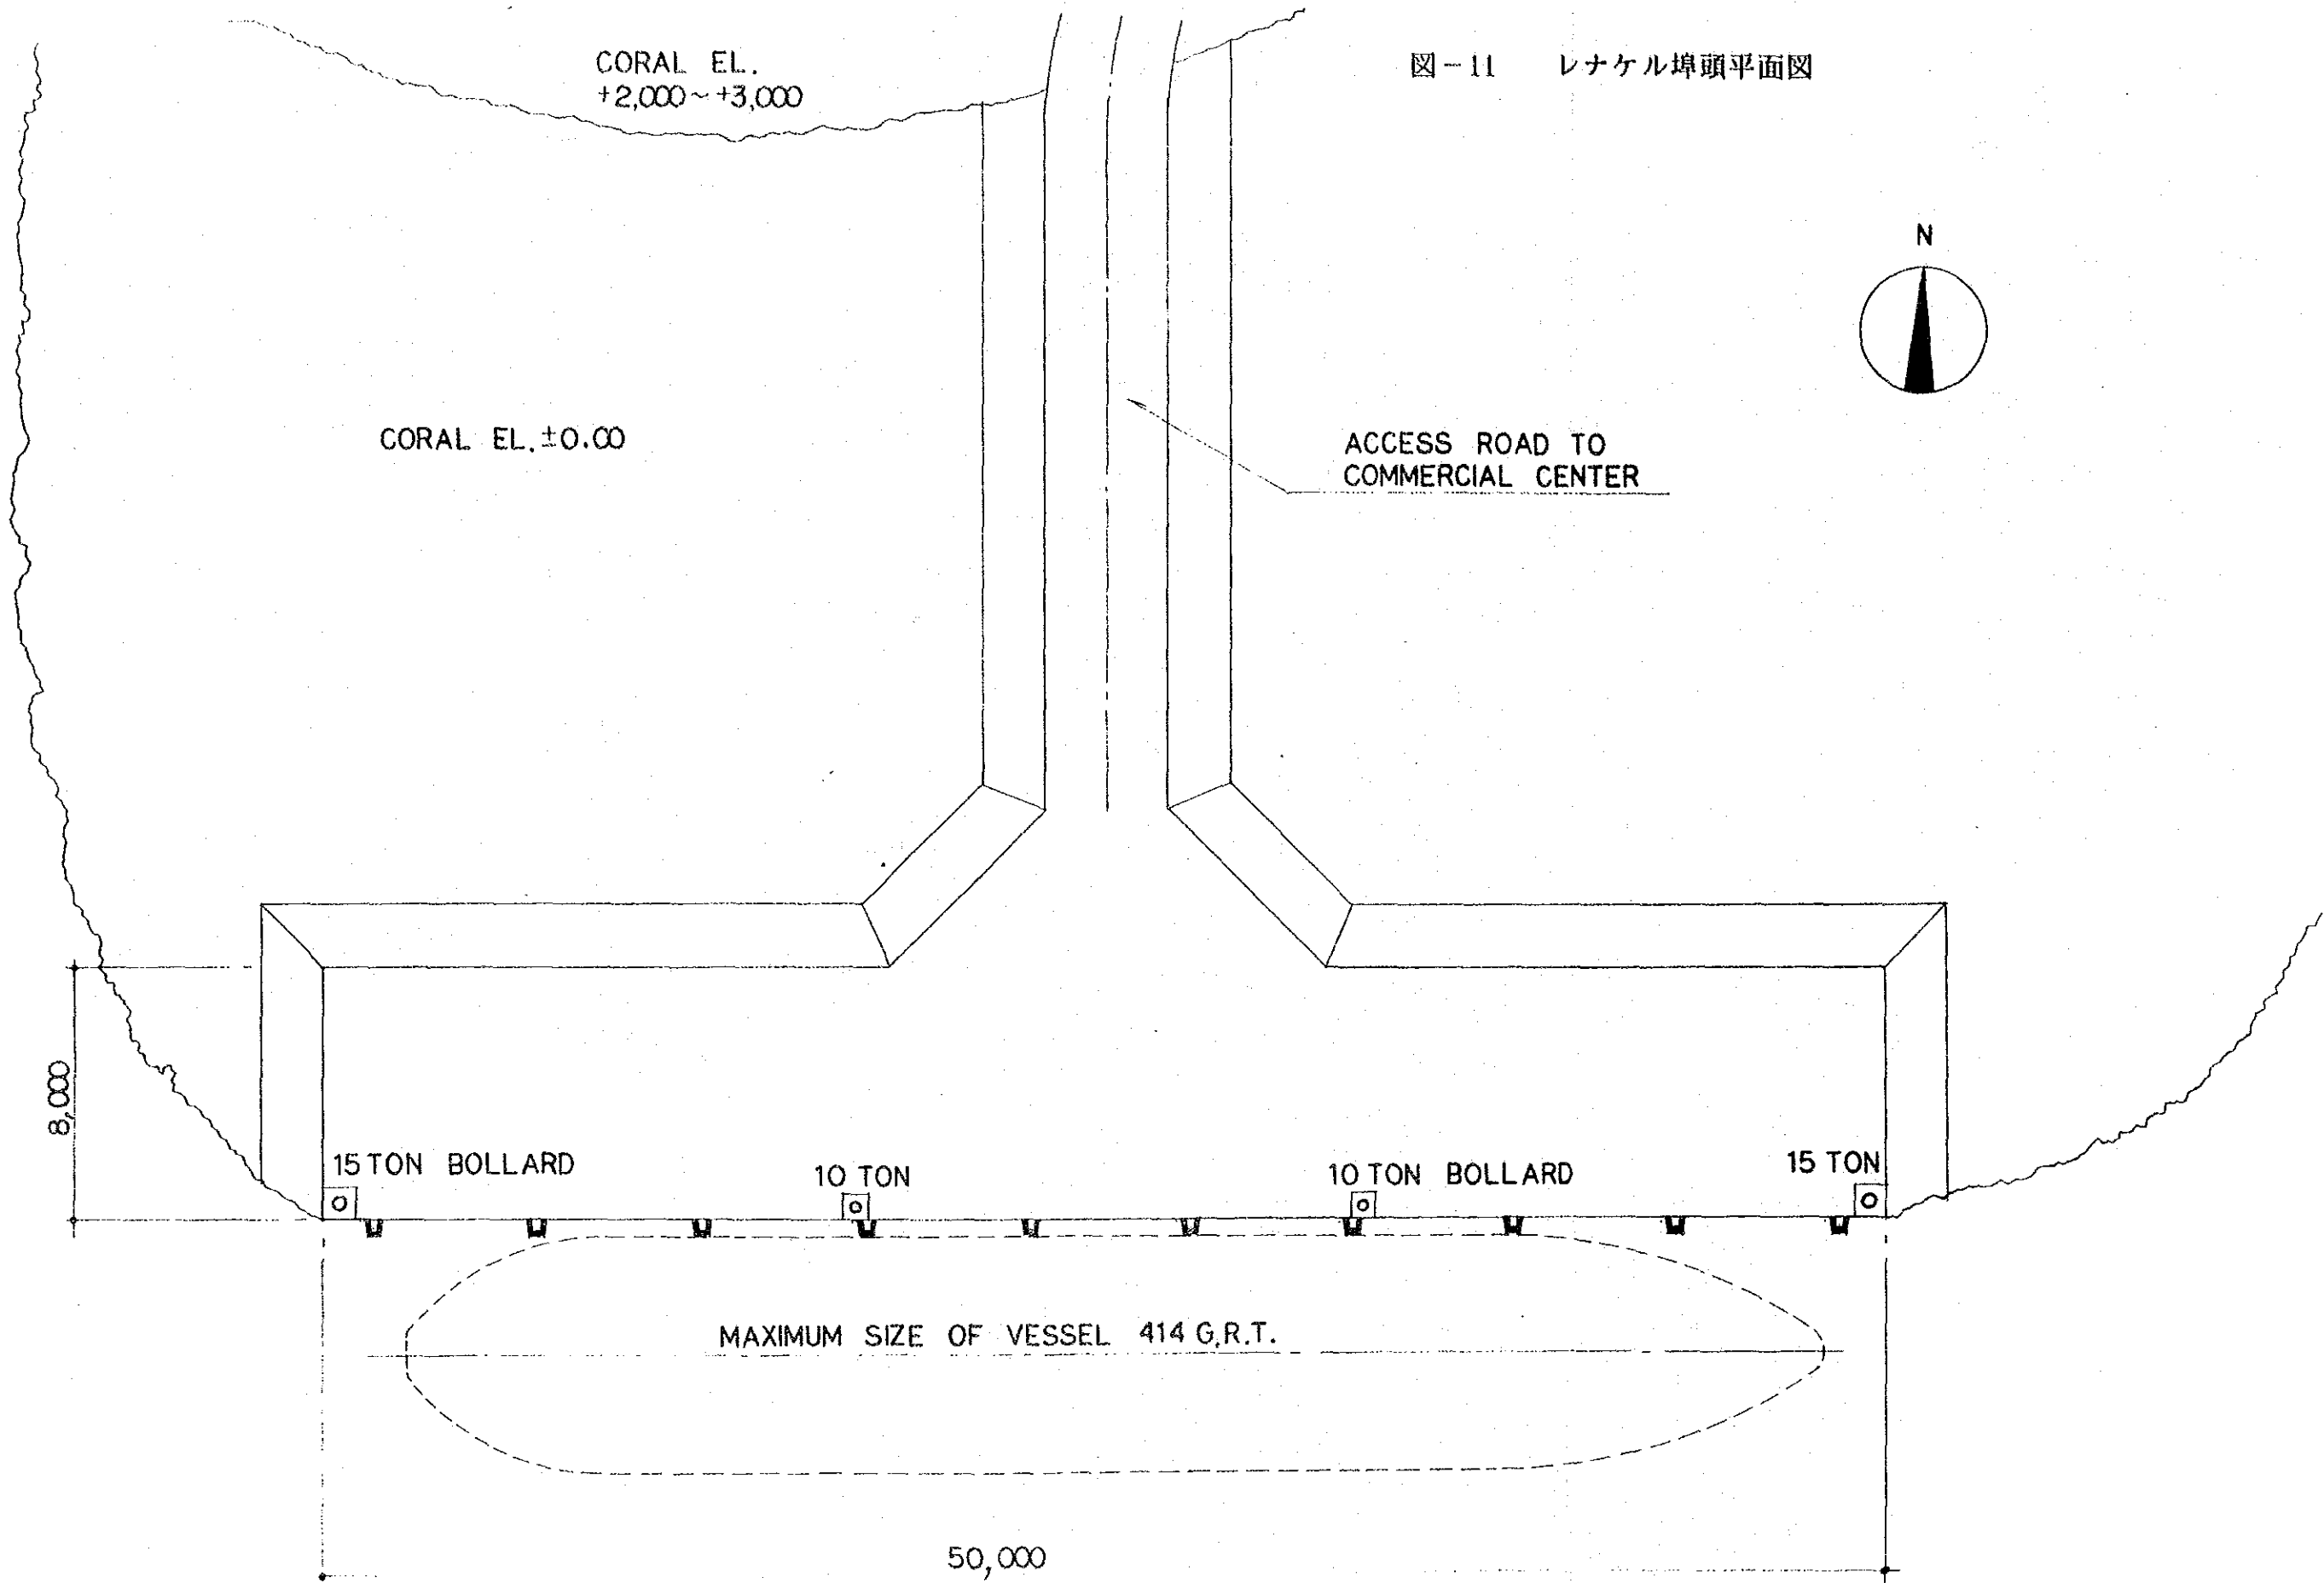 CORAL EL.
+2,000~+3,000
図-11 レナケル埠頭平面図
N
CORAL EL.±0.00
ACCESS ROAD TO
COMMERCIAL CENTER
8,000
15 TON BOLLARD
10 TON
10 TON BOLLARD
15 TON
MAXIMUM SIZE OF VESSEL 414 G.R.T.
50,000